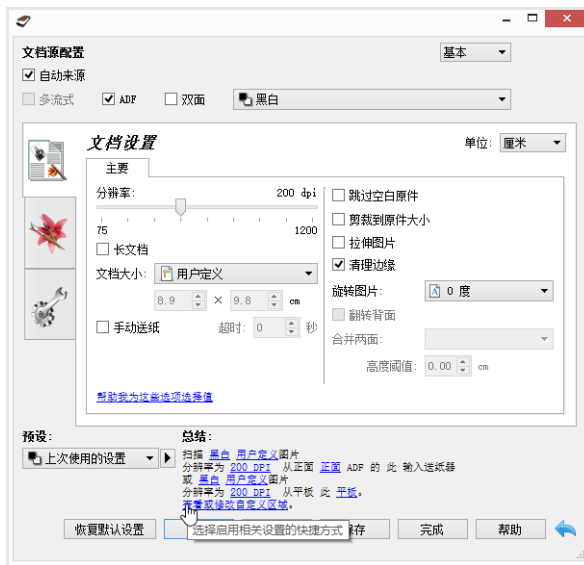 文档源配置
基本
自动来源
多流式 ADF 双面 黑白
文档设置
单位: 厘米
主要
分辨率: 200 dpi
75 1200
长文档
文档大小: 用户定义
8.9 × 9.8 cm
手动送纸 超时: 0 秒
帮助我为这些选项选择值
跳过空白原件
剪裁到原件大小
拉伸图片
清理边缘
旋转图片: 0 度
翻转背面
合并两面:
高度阈值: 0.00 cm
预设:
上次使用的设置
总结:
扫描 黑白 用户定义图片
分辨率为 200 DPI 从正面 正面 ADF 的 此 输入送纸器
或 黑白 用户定义图片
分辨率为 200 DPI 从平板 此 平板。
查看或修改自定义区域。
恢复默认设置 存 完成 帮助
选择启用相关设置的快捷方式